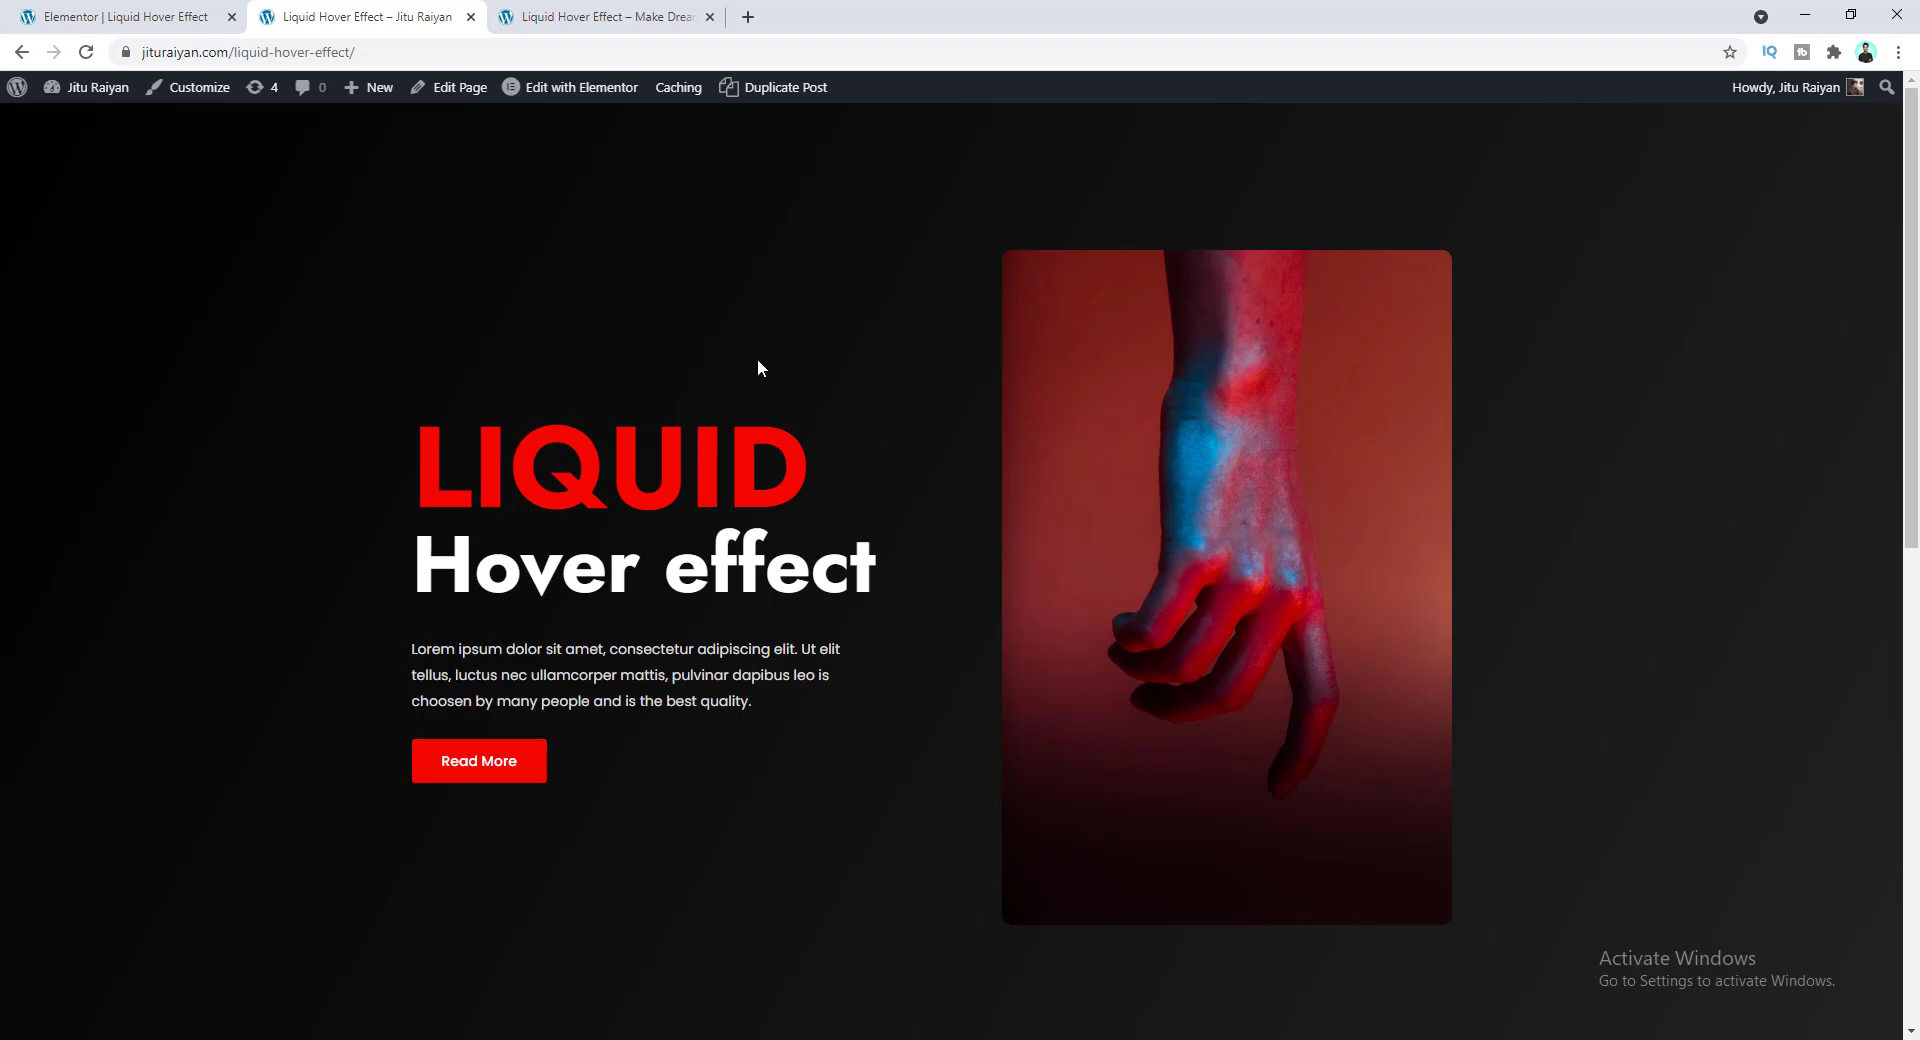 Elementor | Liquid Hover Effect
Liquid Hover Effect – Jitu Raiyan
Liquid Hover Effect – Make Drea
jituraiyan.com/liquid-hover-effect/
IQ
tb
Jitu Raiyan
Customize
4
0
New
Edit Page
Edit with Elementor
Caching
Duplicate Post
Howdy, Jitu Raiyan
LIQUID
Hover effect
Lorem ipsum dolor sit amet, consectetur adipiscing elit. Ut elit
tellus, luctus nec ullamcorper mattis, pulvinar dapibus leo is
choosen by many people and is the best quality.
Read More
Activate Windows
Go to Settings to activate Windows.